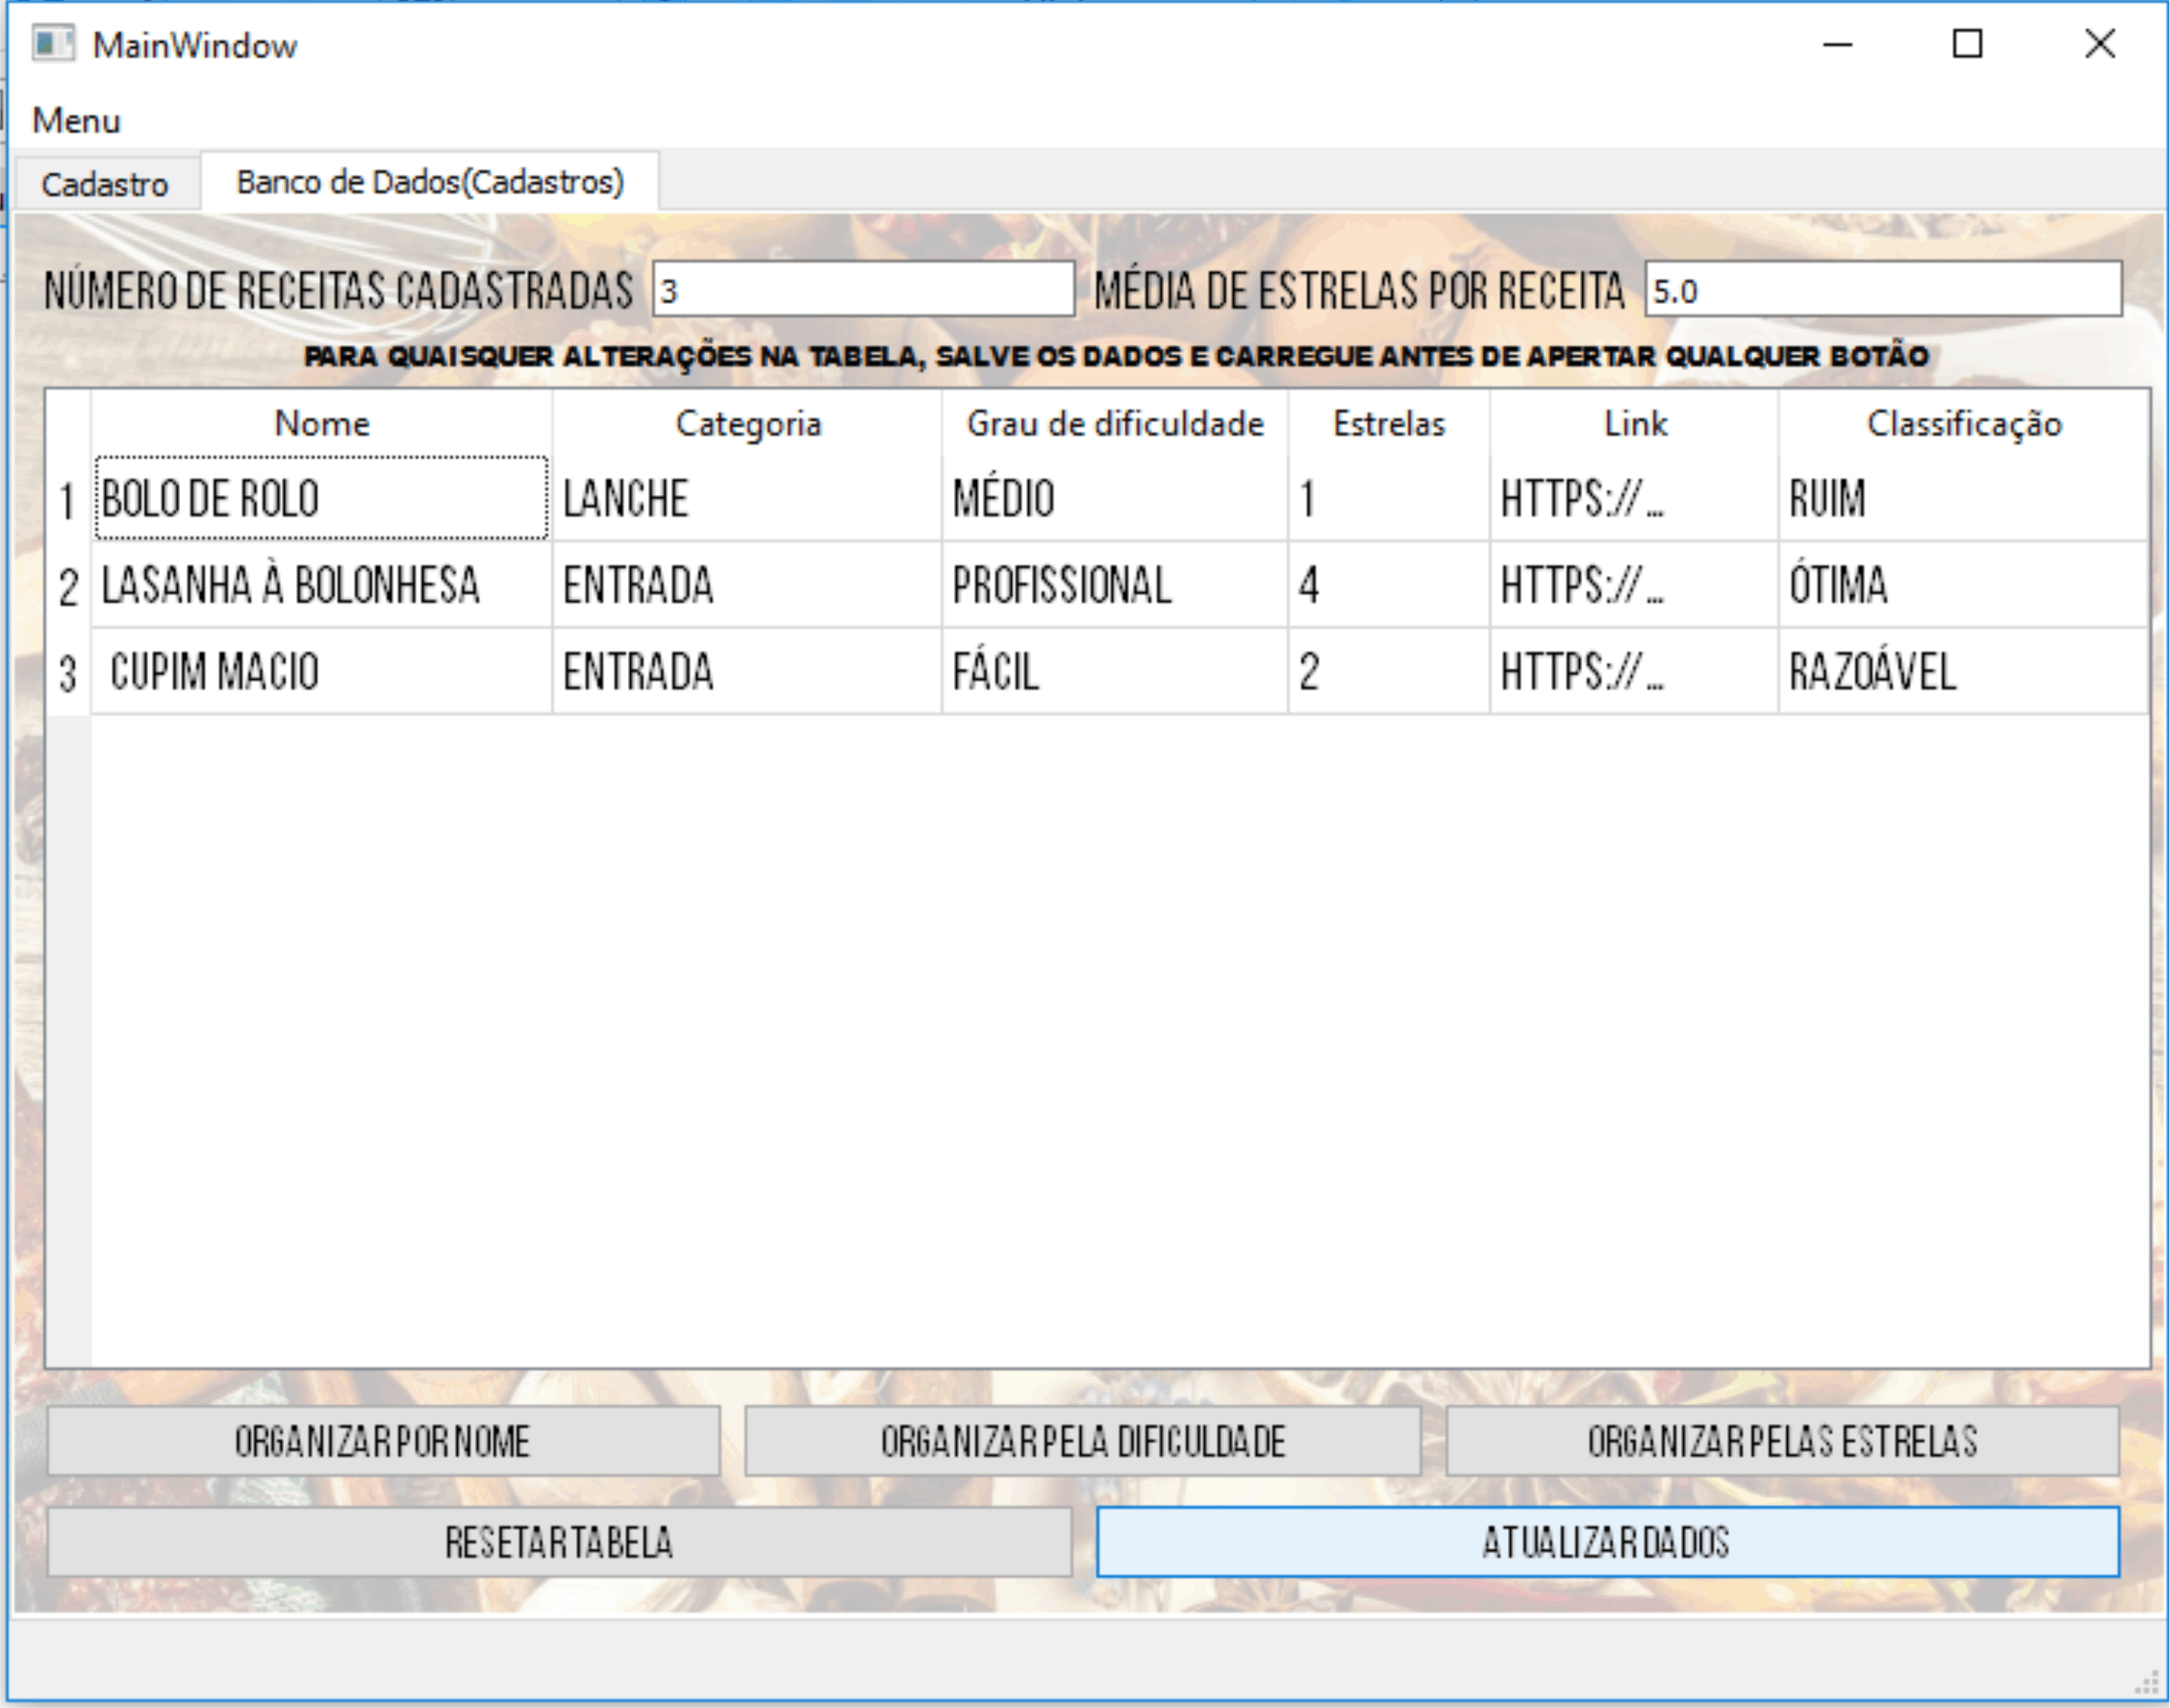 MainWindow
Menu
Cadastro Banco de Dados(Cadastros)
NÚMERO DE RECEITAS CADASTRADAS 3 MÉDIA DE ESTRELAS POR RECEITA 5.0
PARA QUAISQUER ALTERAÇÕES NA TABELA, SALVE OS DADOS E CARREGUE ANTES DE APERTAR QUALQUER BOTÃO
Nome Categoria Grau de dificuldade Estrelas Link Classificação
1 BOLO DE ROLO LANCHE MÉDIO 1 HTTPS:// ... RUIM
2 LASANHA À BOLONHESA ENTRADA PROFISSIONAL 4 HTTPS:// ... ÓTIMA
3 CUPIM MACIO ENTRADA FÁCIL 2 HTTPS:// ... RAZOÁVEL
ORGANIZAR POR NOME ORGANIZAR PELA DIFICULDADE ORGANIZAR PELAS ESTRELAS
RESETAR TABELA ATUALIZAR DADOS